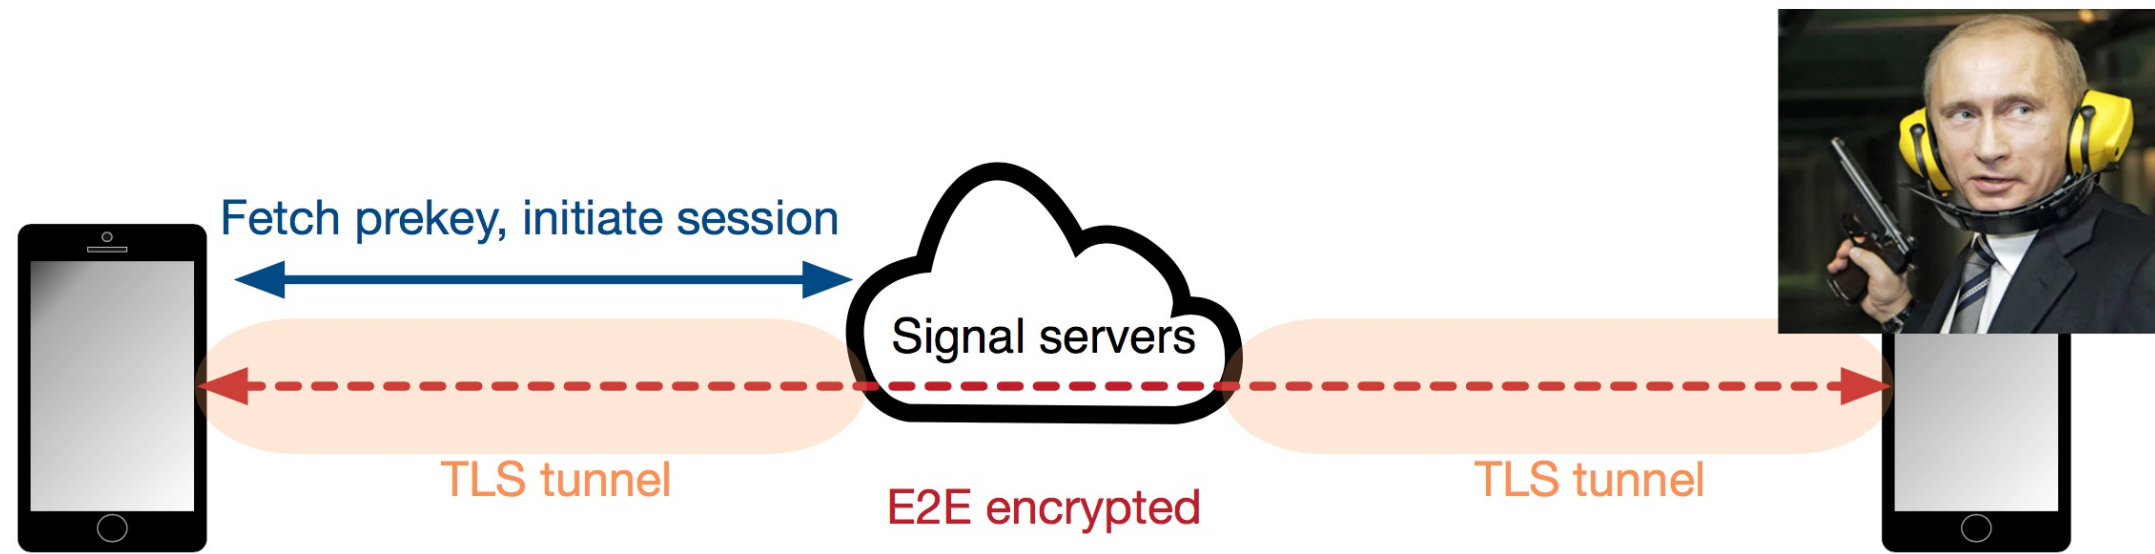 Fetch prekey, initiate session
Signal servers
TLS tunnel
E2E encrypted
TLS tunnel